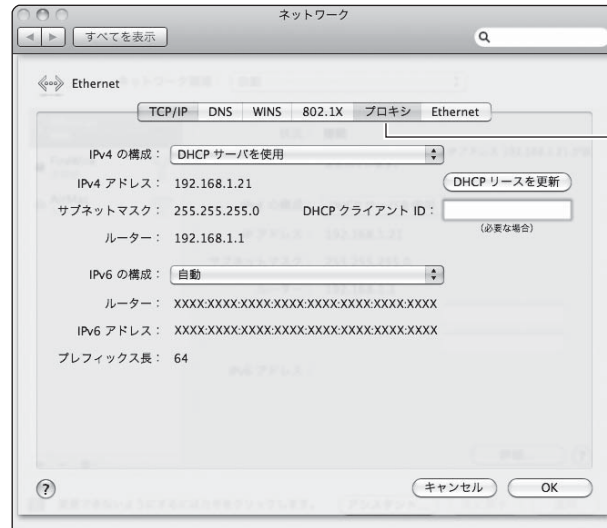 ネットワーク
すべてを表示
Ethernet
TCP/IP DNS WINS 802.1X プロキシ Ethernet
IPv4 の構成： DHCP サーバを使用
IPv4 アドレス： 192.168.1.21 DHCP リースを更新
サブネットマスク： 255.255.255.0 DHCP クライアント ID：
ルーター： 192.168.1.1 （必要な場合）
IPv6 の構成： 自動
ルーター： XXXX:XXXX:XXXX:XXXX:XXXX:XXXX:XXXX:XXXX
IPv6 アドレス： XXXX:XXXX:XXXX:XXXX:XXXX:XXXX:XXXX:XXXX
プレフィックス長： 64
? キャンセル OK